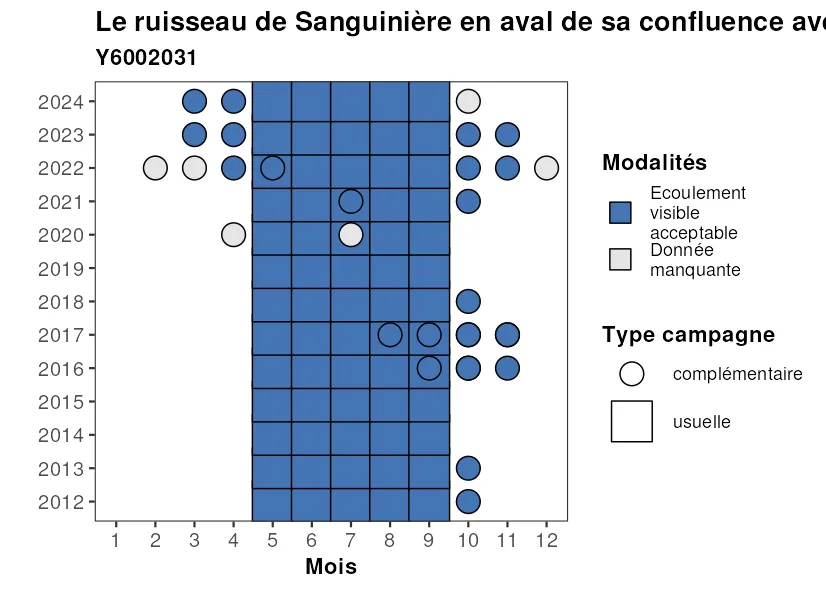 Le ruisseau de Sanguinière en aval de sa confluence ave
Y6002031
2024
2023
2022
2021
2020
2019
2018
2017
2016
2015
2014
2013
2012
1 2 3 4 5 6 7 8 9 10 11 12
Mois
Modalités
Ecoulement
visible
acceptable
Donnée
manquante
Type campagne
complémentaire
usuelle